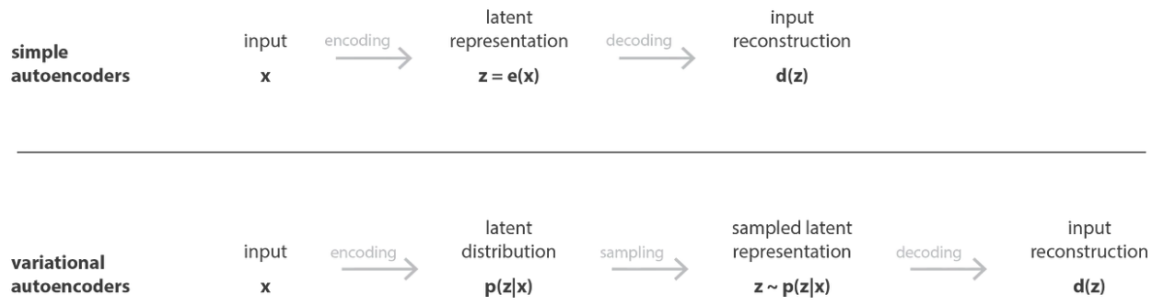 simple
autoencoders
input
x
encoding
latent
representation
z = e(x)
decoding
input
reconstruction
d(z)
variational
autoencoders
input
x
encoding
latent
distribution
p(z|x)
sampling
sampled latent
representation
z ~ p(z|x)
decoding
input
reconstruction
d(z)